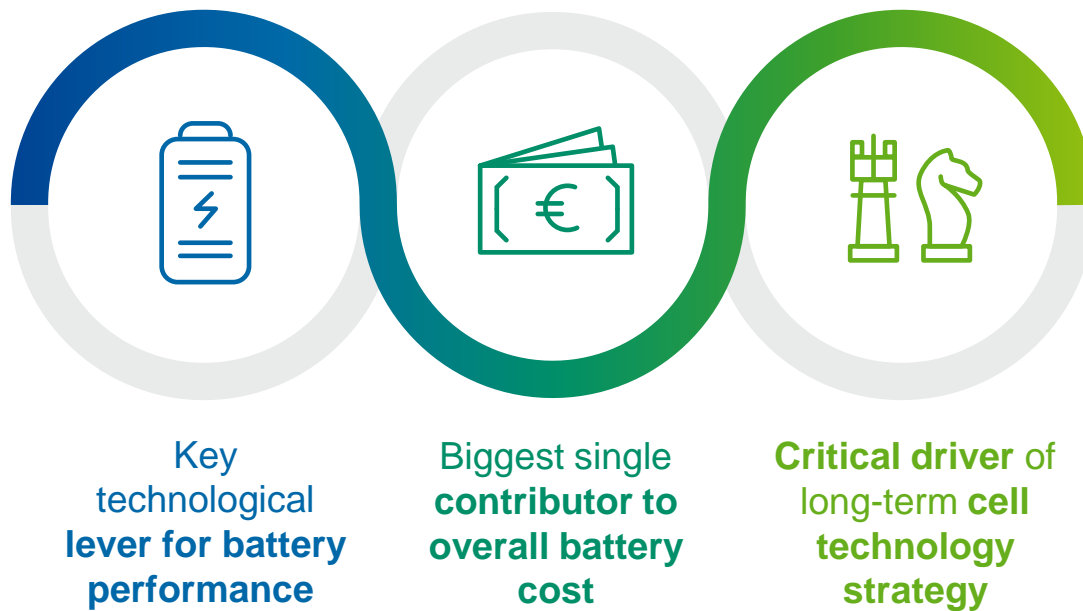 €
Key
technological
lever for battery
performance
Biggest single
contributor to
overall battery
cost
Critical driver of
long-term cell
technology
strategy